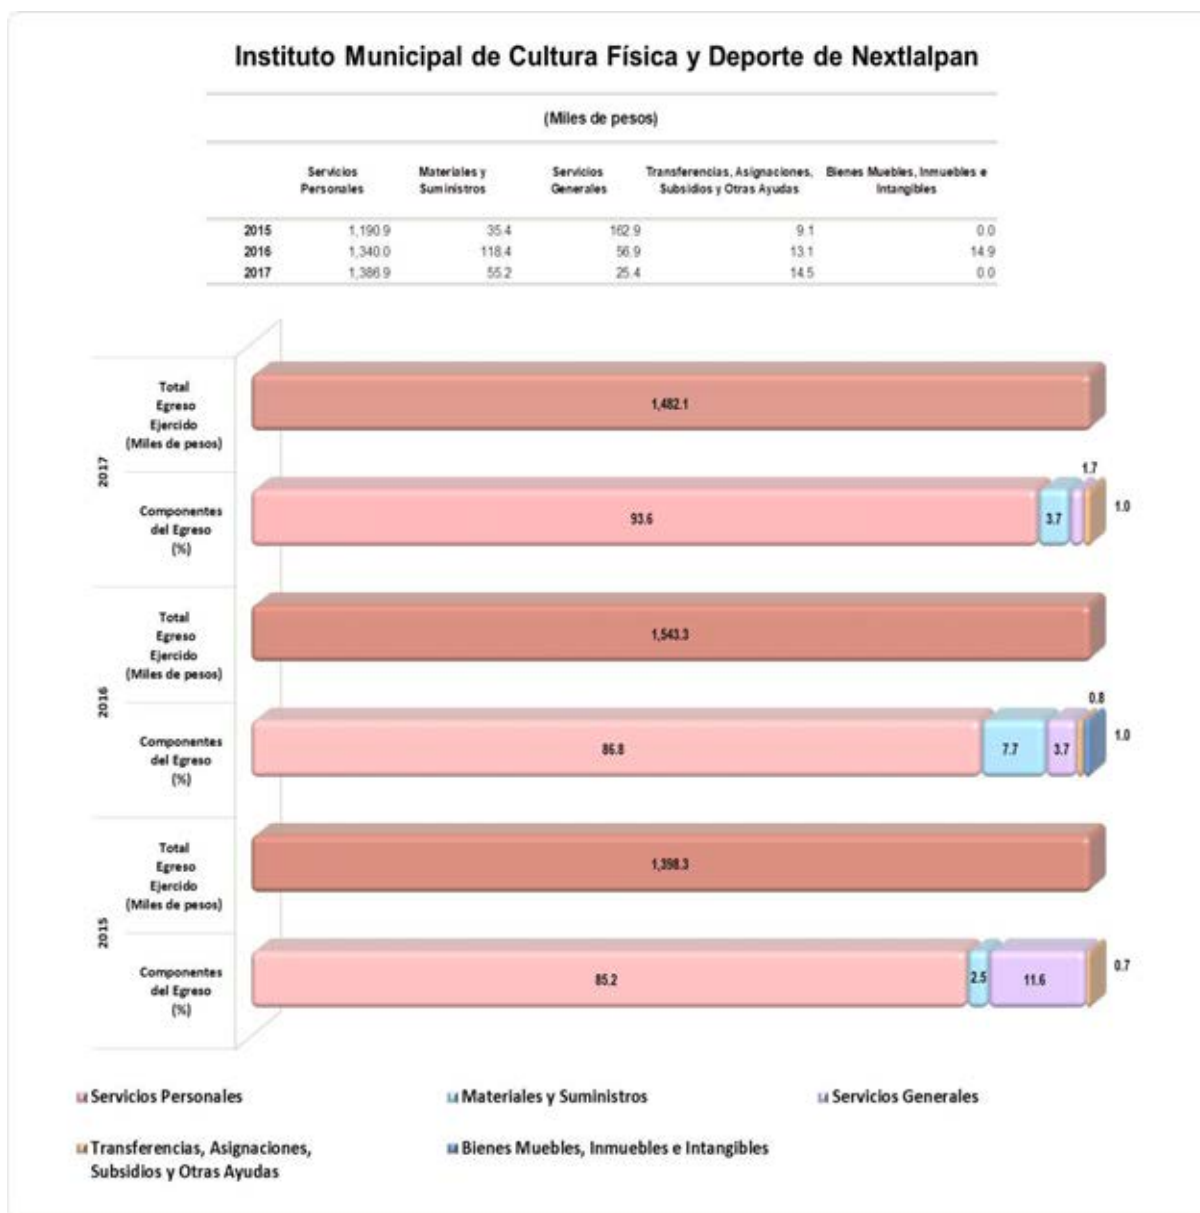 Instituto Municipal de Cultura Física y Deporte de Nextlalpan
(Miles de pesos)
Servicios Personales Materiales y Suministros Servicios Generales Transferencias, Asignaciones, Subsidios y Otras Ayudas Bienes Muebles, Inmuebles e Intangibles
2015 1,190.9 35.4 162.9 9.1 0.0
2016 1,340.0 118.4 56.9 13.1 14.9
2017 1,386.9 55.2 25.4 14.5 0.0
2017
Total
Egreso
Ejercido
(Miles de pesos)
1,482.1
Componentes
del Egreso
(%)
93.6 3.7 1.7 1.0
2016
Total
Egreso
Ejercido
(Miles de pesos)
1,543.3
Componentes
del Egreso
(%)
86.8 7.7 3.7 0.8 1.0
2015
Total
Egreso
Ejercido
(Miles de pesos)
1,398.3
Componentes
del Egreso
(%)
85.2 2.5 11.6 0.7
Servicios Personales
Materiales y Suministros
Servicios Generales
Transferencias, Asignaciones,
Subsidios y Otras Ayudas
Bienes Muebles, Inmuebles e Intangibles